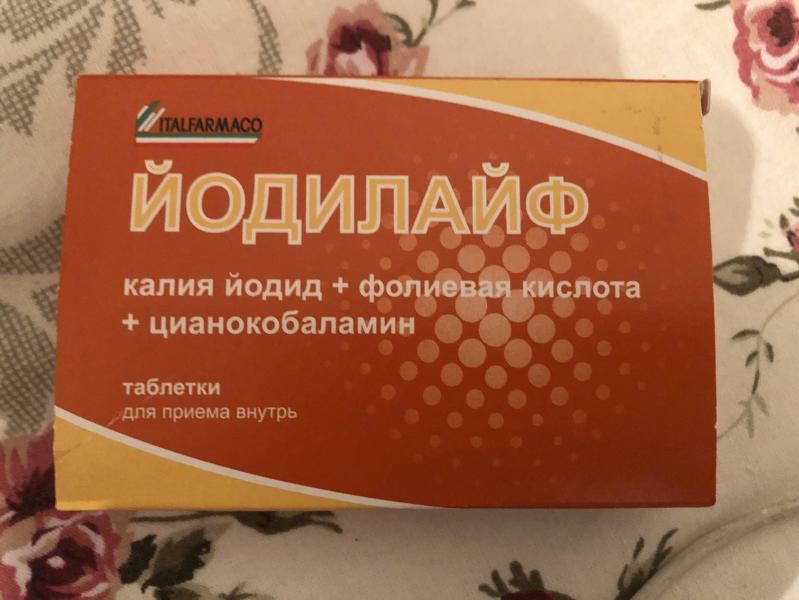 ITALFARMACO
ЙОДИЛАЙФ
калия йодид + фолиевая кислота
+ цианокобаламин
таблетки
для приема внутрь